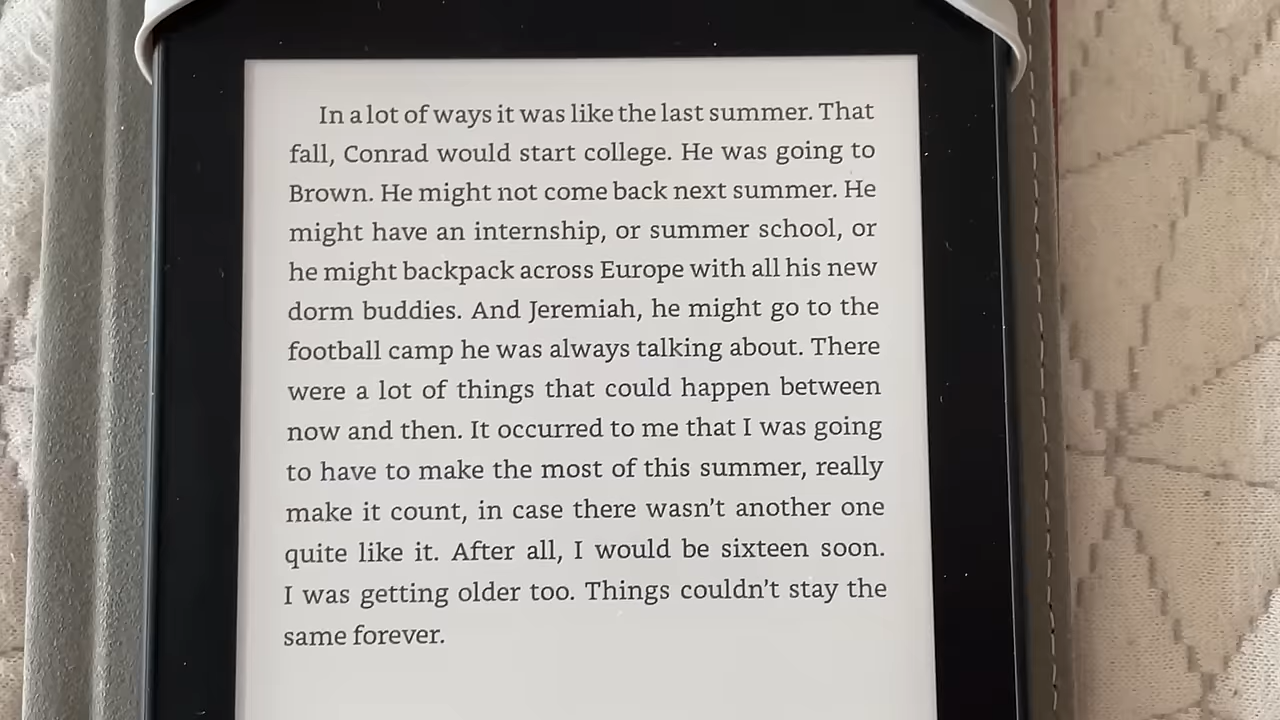 In a lot of ways it was like the last summer. That
fall, Conrad would start college. He was going to
Brown. He might not come back next summer. He
might have an internship, or summer school, or
he might backpack across Europe with all his new
dorm buddies. And Jeremiah, he might go to the
football camp he was always talking about. There
were a lot of things that could happen between
now and then. It occurred to me that I was going
to have to make the most of this summer, really
make it count, in case there wasn’t another one
quite like it. After all, I would be sixteen soon.
I was getting older too. Things couldn’t stay the
same forever.